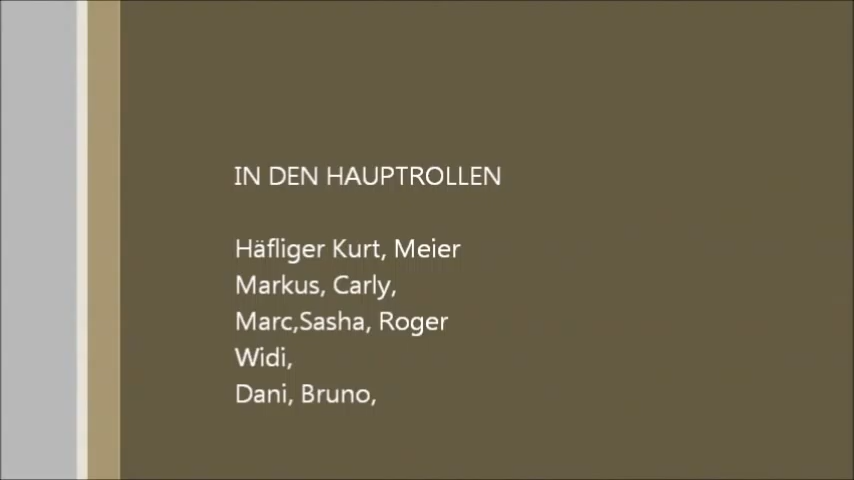 IN DEN HAUPTROLLEN
Häfliger Kurt, Meier
Markus, Carly,
Marc,Sasha, Roger
Widi,
Dani, Bruno,